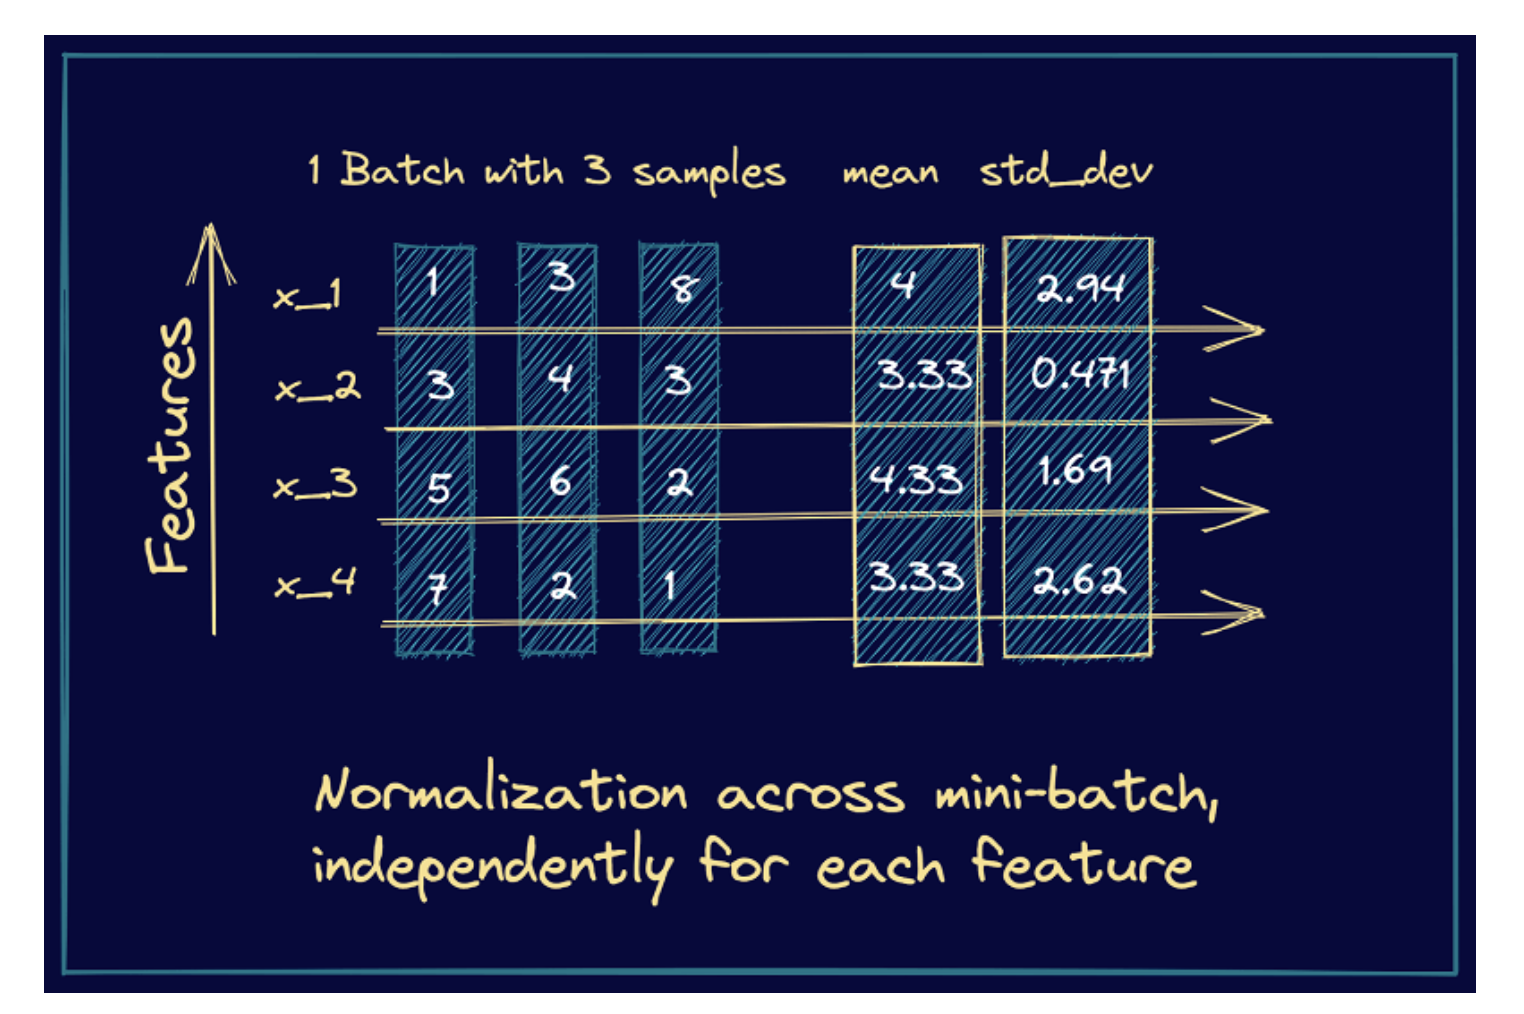 1 Batch with 3 samples mean std_dev
Features
x_1 1 3 8 4 2.94
x_2 3 4 3 3.33 0.471
x_3 5 6 2 4.33 1.69
x_4 7 2 1 3.33 2.62
Normalization across mini-batch,
independently for each feature